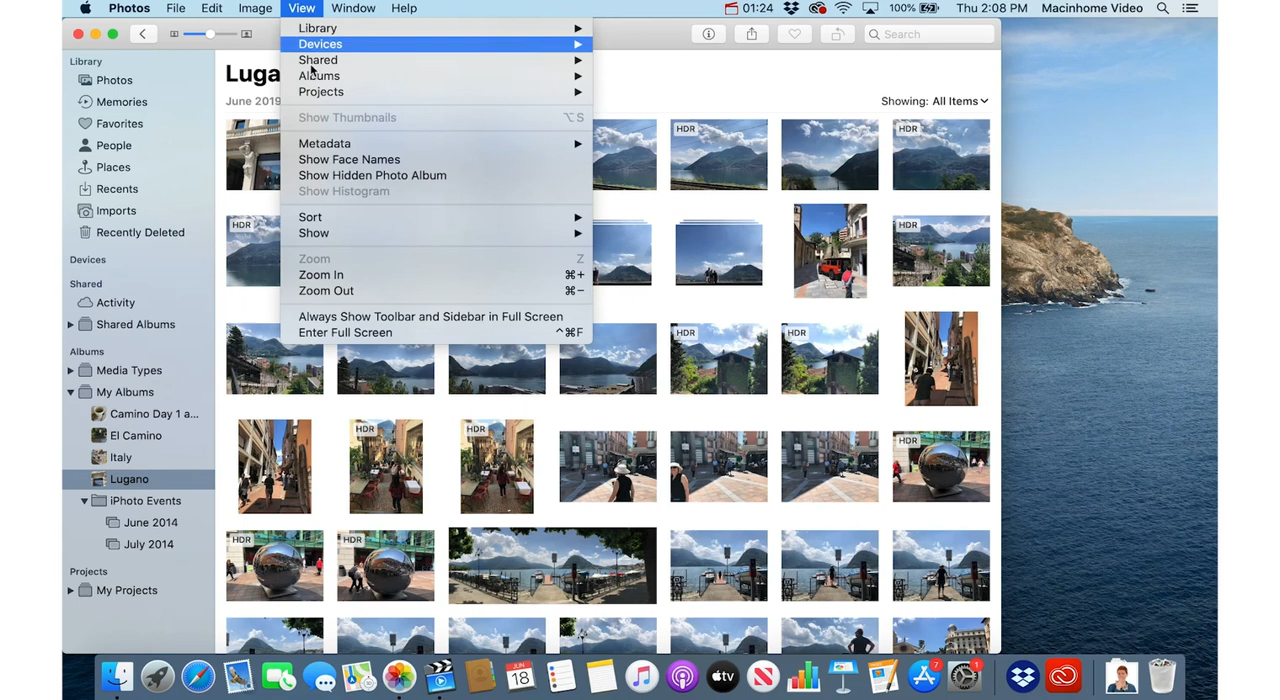 Photos File Edit Image View Window Help 01:24 100% Thu 2:08 PM Macinhome Video
Search
Library
Photos
Memories
Favorites
People
Places
Recents
Imports
Recently Deleted
Devices
Shared
Activity
Shared Albums
Albums
Media Types
My Albums
Camino Day 1 a...
El Camino
Italy
Lugano
iPhoto Events
June 2014
July 2014
Projects
My Projects
Luga
June 2019
Showing: All Items
Library
Devices
Shared
Albums
Projects
Show Thumbnails ⌥S
Metadata
Show Face Names
Show Hidden Photo Album
Show Histogram
Sort
Show
Zoom Z
Zoom In ⌘+
Zoom Out ⌘−
Always Show Toolbar and Sidebar in Full Screen
Enter Full Screen ^⌘F
HDR HDR
HDR HDR
HDR HDR
HDR HDR HDR
HDR HDR
JUN
18
tv
7
1